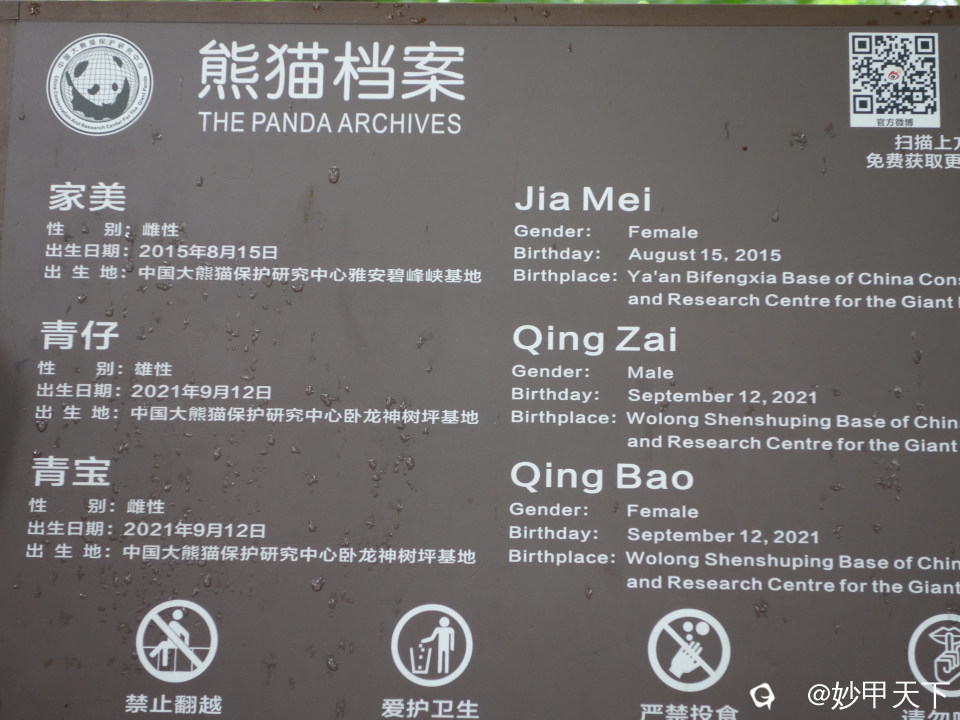 熊猫档案
THE PANDA ARCHIVES
官方微博
扫描上
免费获取更
家美
性 别：雌性
出生日期：2015年8月15日
出 生 地：中国大熊猫保护研究中心雅安碧峰峡基地
Jia Mei
Gender: Female
Birthday: August 15, 2015
Birthplace: Ya'an Bifengxia Base of China Cons
and Research Centre for the Giant
青仔
性 别：雄性
出生日期：2021年9月12日
出 生 地：中国大熊猫保护研究中心卧龙神树坪基地
Qing Zai
Gender: Male
Birthday: September 12, 2021
Birthplace: Wolong Shenshuping Base of China
and Research Centre for the Giant
青宝
性 别：雌性
出生日期：2021年9月12日
出 生 地：中国大熊猫保护研究中心卧龙神树坪基地
Qing Bao
Gender: Female
Birthday: September 12, 2021
Birthplace: Wolong Shenshuping Base of Chin
and Research Centre for the Giant
禁止翻越
爱护卫生
严禁投食
请勿
@妙甲天下